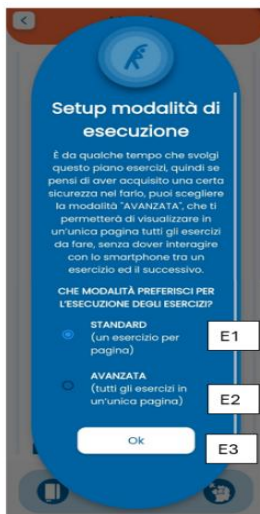 Setup modalità di
esecuzione
È da qualche tempo che svolgi
questo piano esercizi, quindi se
pensi di aver acquisito una certa
sicurezza nel farlo, puoi scegliere
la modalità "AVANZATA", che ti
permetterà di visualizzare in
un'unica pagina tutti gli esercizi
da fare, senza dover interagire
con lo smartphone tra un
esercizio ed il successivo.
CHE MODALITÀ PREFERISCI PER
L'ESECUZIONE DEGLI ESERCIZI?
STANDARD
(un esercizio per
pagina)
E1
AVANZATA
(tutti gli esercizi in
un'unica pagina)
E2
Ok
E3